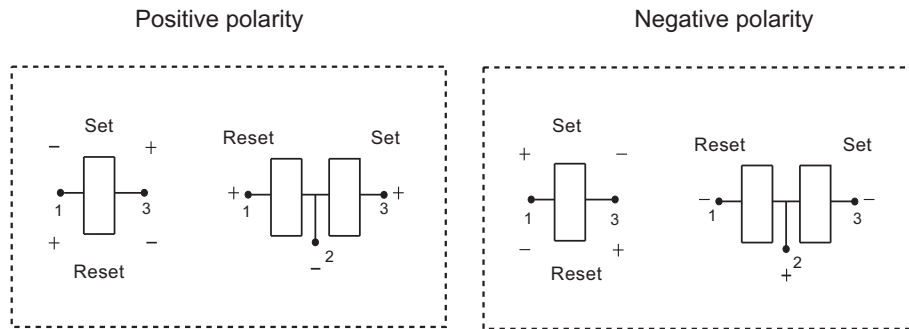 Positive polarity
Negative polarity
Set
− +
1 3
+ −
Reset
Reset Set
+ +
1 3
2
−
Set
+ −
1 3
− +
Reset
Reset Set
− −
1 3
2
+